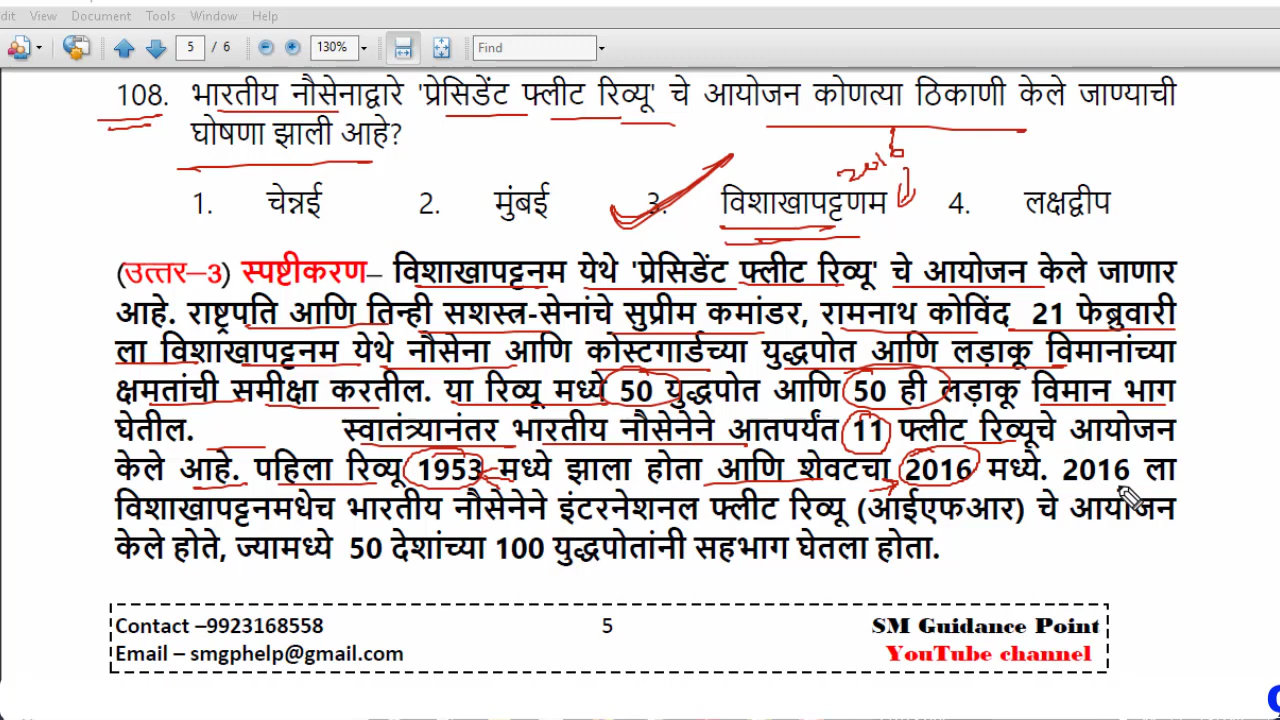 dit View Document Tools Window Help
5 / 6 130% Find
108. भारतीय नौसेनाद्वारे 'प्रेसिडेंट फ्लीट रिव्यू' चे आयोजन कोणत्या ठिकाणी केले जाण्याची
घोषणा झाली आहे?
2016
1. चेन्नई 2. मुंबई 3. विशाखापट्टणम 4. लक्षद्वीप
(उत्तर–3) स्पष्टीकरण– विशाखापट्टनम येथे 'प्रेसिडेंट फ्लीट रिव्यू' चे आयोजन केले जाणार
आहे. राष्ट्रपति आणि तिन्ही सशस्त्र-सेनांचे सुप्रीम कमांडर, रामनाथ कोविंद 21 फेब्रुवारी
ला विशाखापट्टनम येथे नौसेना आणि कोस्टगार्डच्या युद्धपोत आणि लड़ाकू विमानांच्या
क्षमतांची समीक्षा करतील. या रिव्यू मध्ये 50 युद्धपोत आणि 50 ही लड़ाकू विमान भाग
घेतील. स्वातंत्र्यानंतर भारतीय नौसेनेने आतपर्यंत 11 फ्लीट रिव्यूचे आयोजन
केले आहे. पहिला रिव्यू 1953 मध्ये झाला होता आणि शेवटचा 2016 मध्ये. 2016 ला
विशाखापट्टनमधेच भारतीय नौसेनेने इंटरनेशनल फ्लीट रिव्यू (आईएफआर) चे आयोजन
केले होते, ज्यामध्ये 50 देशांच्या 100 युद्धपोतांनी सहभाग घेतला होता.
Contact –9923168558 5 SM Guidance Point
Email – smgphelp@gmail.com YouTube channel